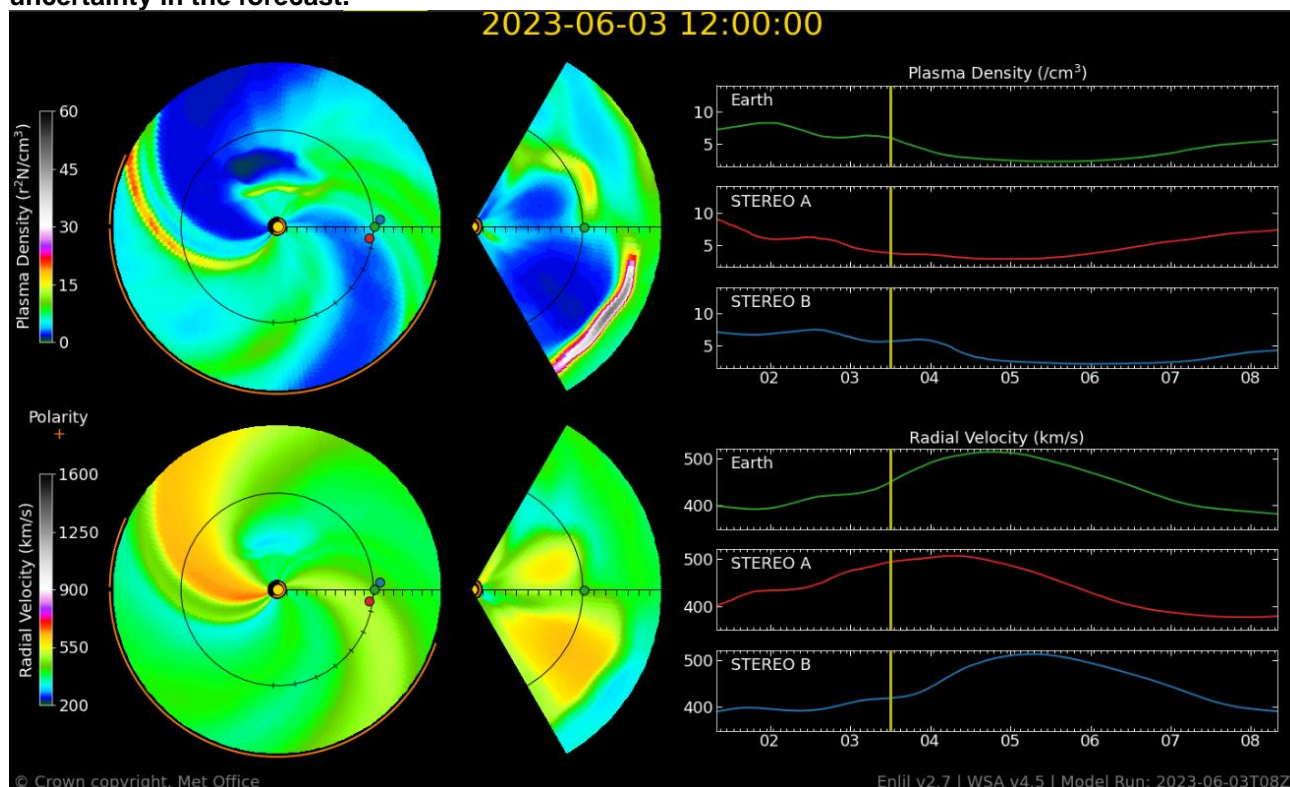 uncertainty in the forecast.
2023-06-03 12:00:00
Plasma Density (r²N/cm³)
60
45
30
15
0
Plasma Density (/cm³)
Earth
10
5
STEREO A
10
5
STEREO B
10
5
02 03 04 05 06 07 08
Polarity
+
Radial Velocity (km/s)
1600
1250
900
550
200
Radial Velocity (km/s)
Earth
500
400
STEREO A
500
400
STEREO B
500
400
02 03 04 05 06 07 08
© Crown copyright. Met Office
Enlil v2.7 | WSA v4.5 | Model Run: 2023-06-03T08Z